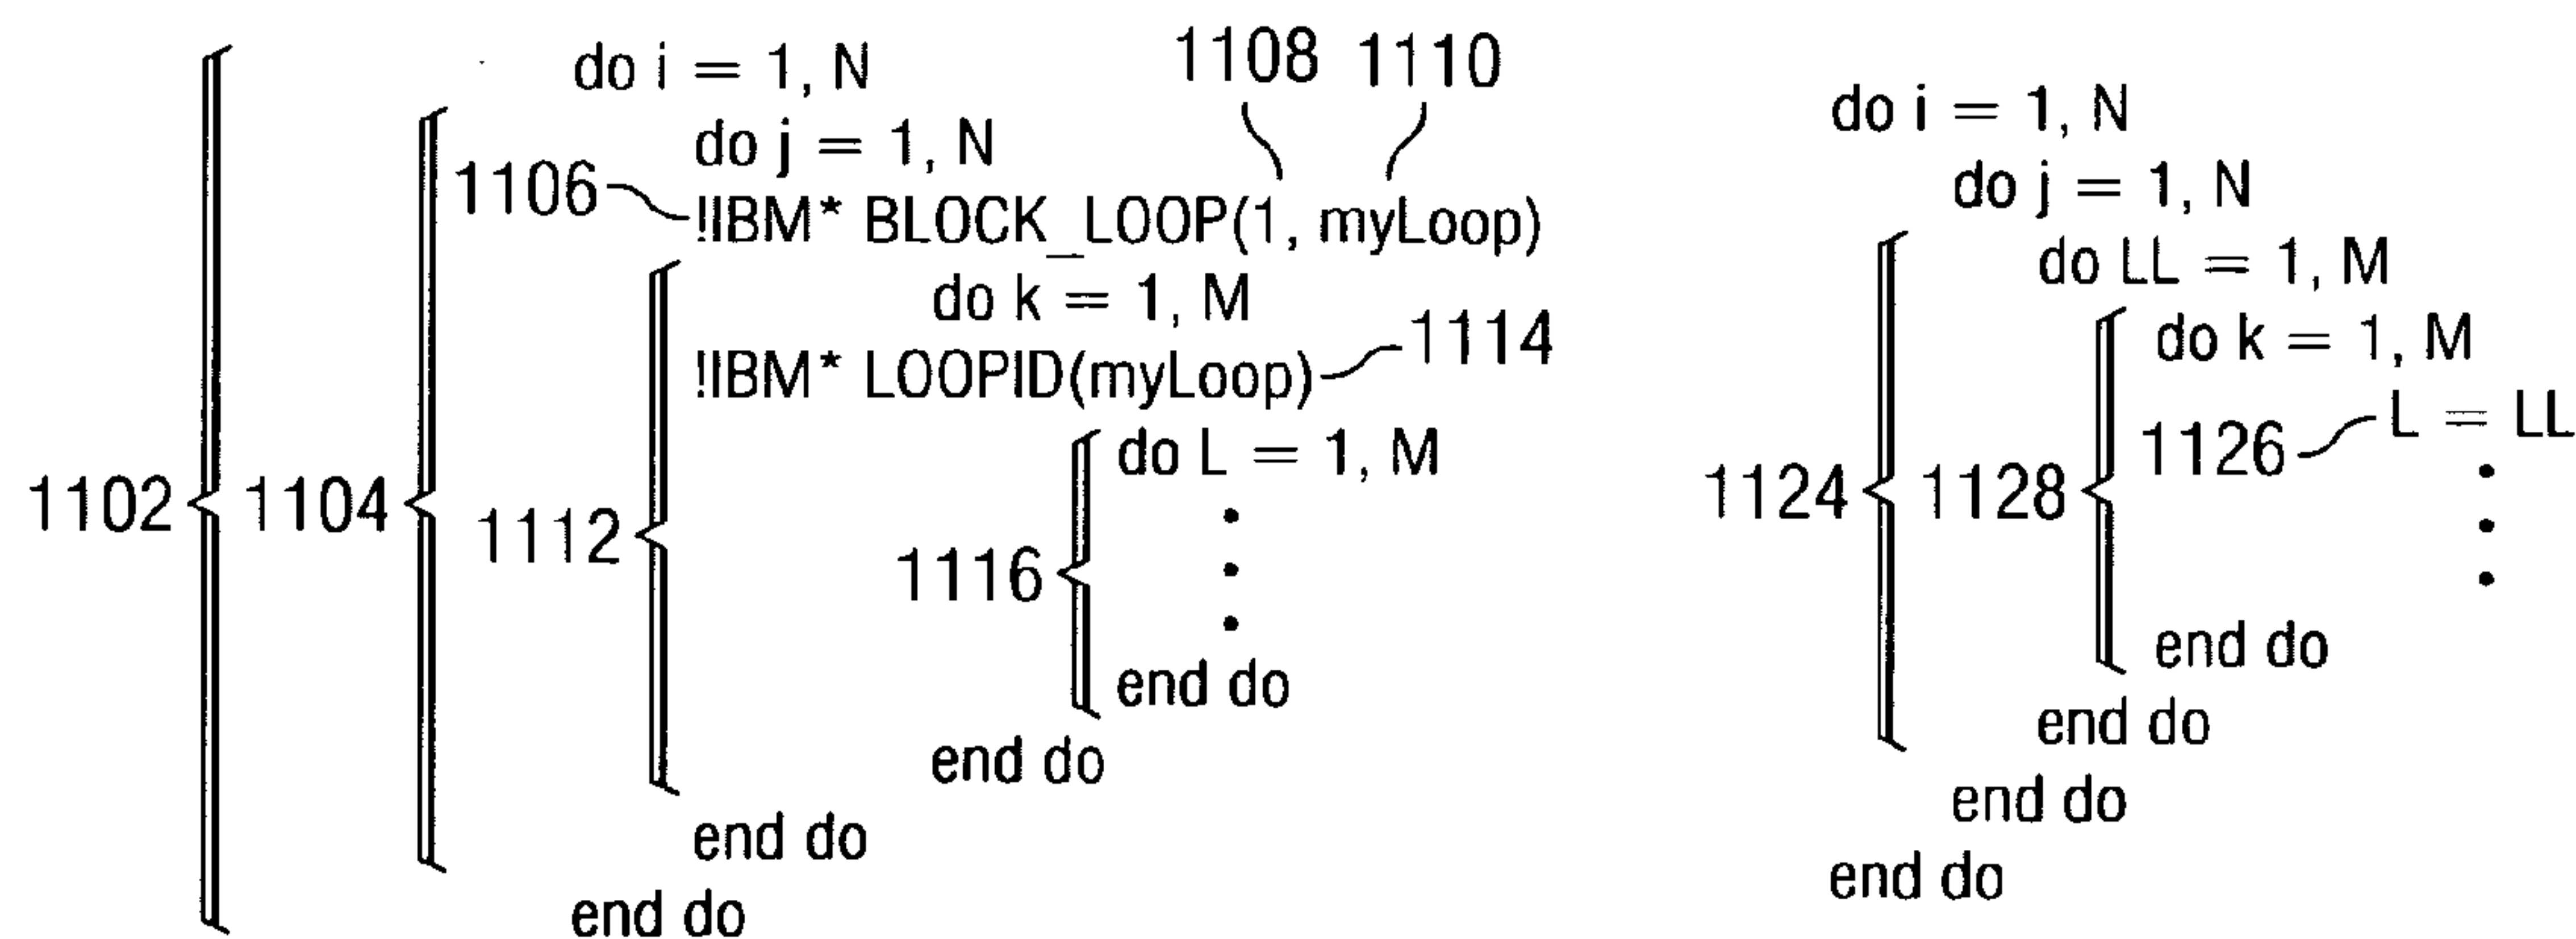 1108 1110
do i = 1, N
do j = 1, N
1106
!IBM* BLOCK_LOOP(1, myLoop)
do k = 1, M
1114
!IBM* LOOPID(myLoop)
do L = 1, M
1102
1104
1112
1116
end do
end do
end do
end do
do i = 1, N
do j = 1, N
do LL = 1, M
do k = 1, M
L = LL
1126
1124
1128
end do
end do
end do
end do